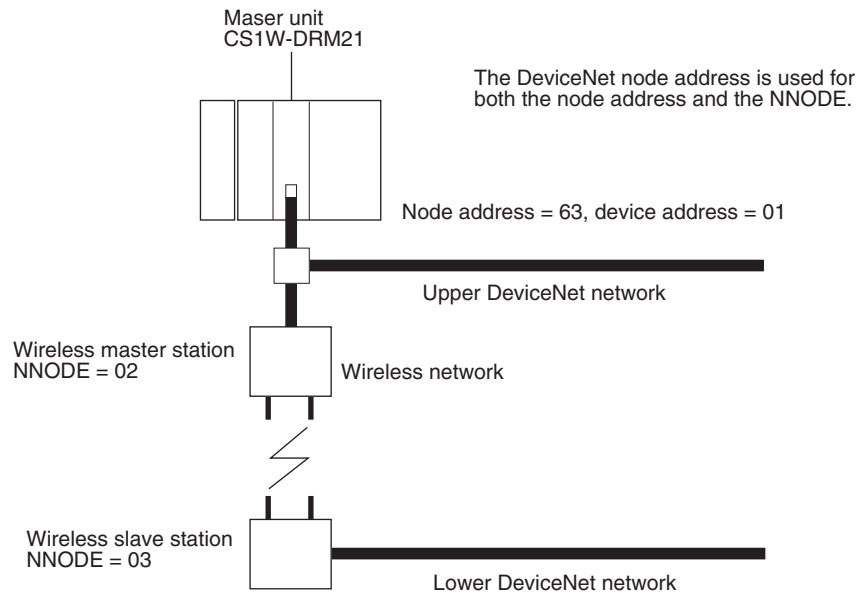 Maser unit
CS1W-DRM21
The DeviceNet node address is used for
both the node address and the NNODE.
Node address = 63, device address = 01
Upper DeviceNet network
Wireless master station
NNODE = 02
Wireless network
Wireless slave station
NNODE = 03
Lower DeviceNet network